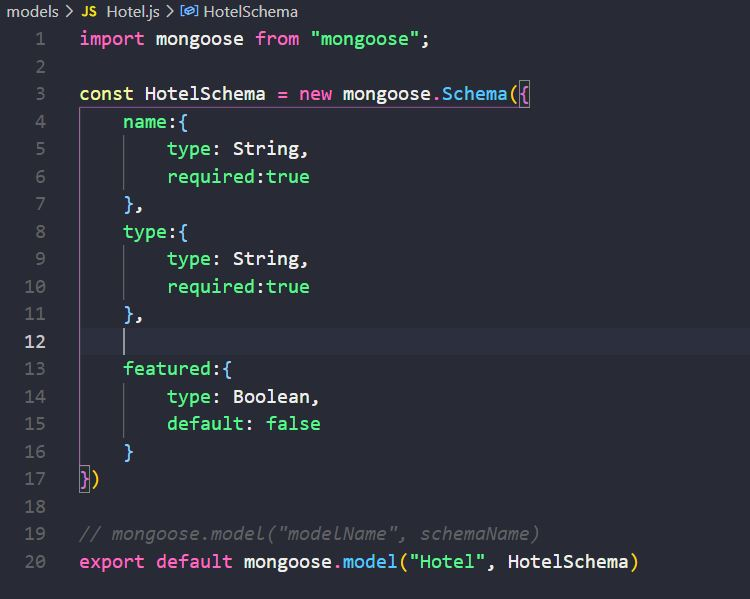 models > JS Hotel.js > HotelSchema
1 import mongoose from "mongoose";
2
3 const HotelSchema = new mongoose.Schema({
4     name:{
5         type: String,
6         required:true
7     },
8     type:{
9         type: String,
10         required:true
11     },
12
13     featured:{
14         type: Boolean,
15         default: false
16     }
17 })
18
19 // mongoose.model("modelName", schemaName)
20 export default mongoose.model("Hotel", HotelSchema)